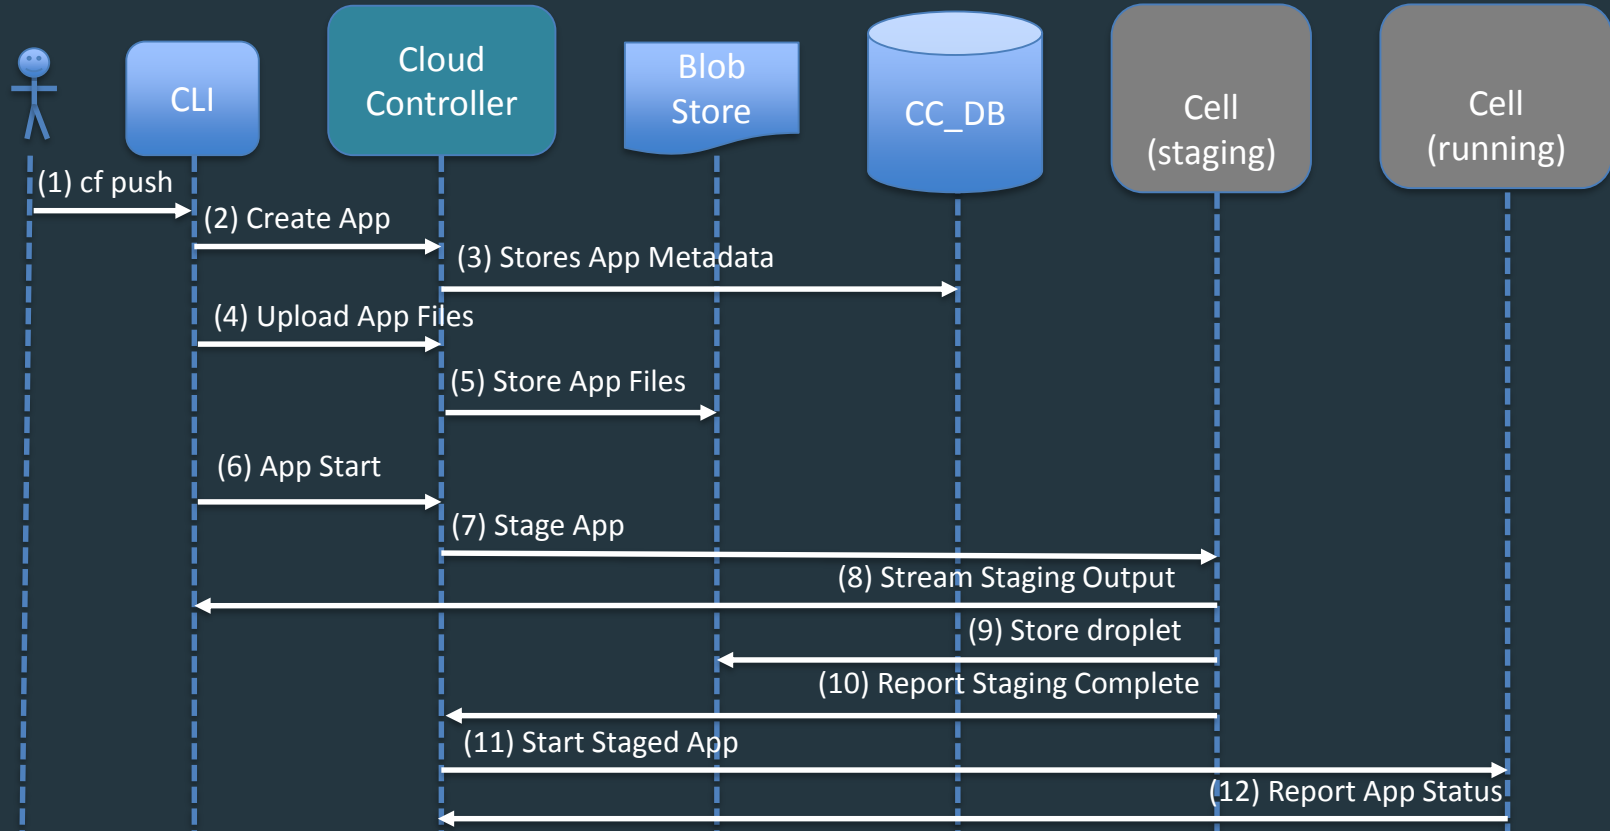 CLI
Cloud
Controller
Blob
Store
CC_DB
Cell
(staging)
Cell
(running)
(1) cf push
(2) Create App
(3) Stores App Metadata
(4) Upload App Files
(5) Store App Files
(6) App Start
(7) Stage App
(8) Stream Staging Output
(9) Store droplet
(10) Report Staging Complete
(11) Start Staged App
(12) Report App Status